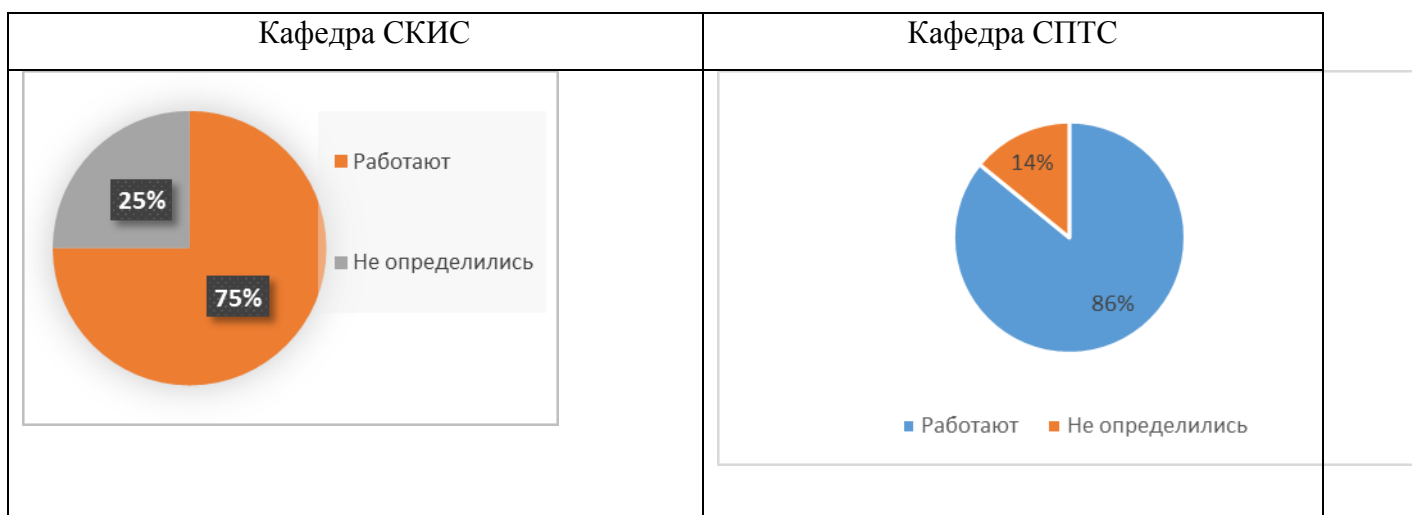 Кафедра СКИС
Кафедра СПТС
Работают
25%
Не определились
75%
14%
86%
Работают
Не определились